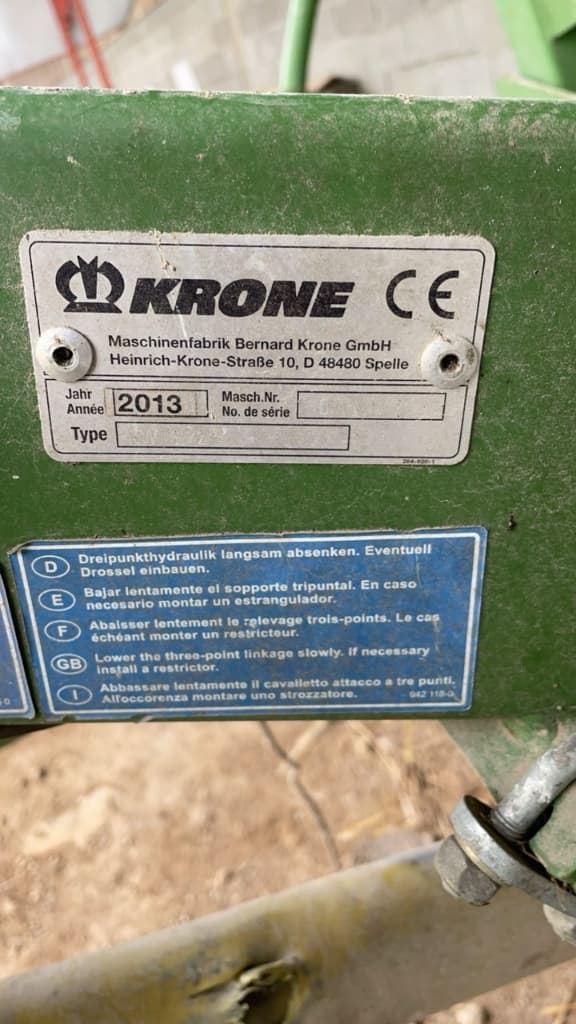 KRONE CE
Maschinenfabrik Bernard Krone GmbH
Heinrich-Krone-Straße 10, D 48480 Spelle
Jahr
Année 2013
Masch.Nr.
No. de série
Type
D Dreipunkthydraulik langsam absenken. Eventuell
Drossel einbauen.
E Bajar lentamente el sopporte tripuntal. En caso
necesario montar un estrangulador.
F Abaisser lentement le relevage trois-points. Le cas
échéant monter un restricteur.
GB Lower the three-point linkage slowly. If necessary
install a restrictor.
I Abbassare lentamente il cavalletto attacco a tre punti.
All'occorenza montare uno strozzatore.
942 118-0